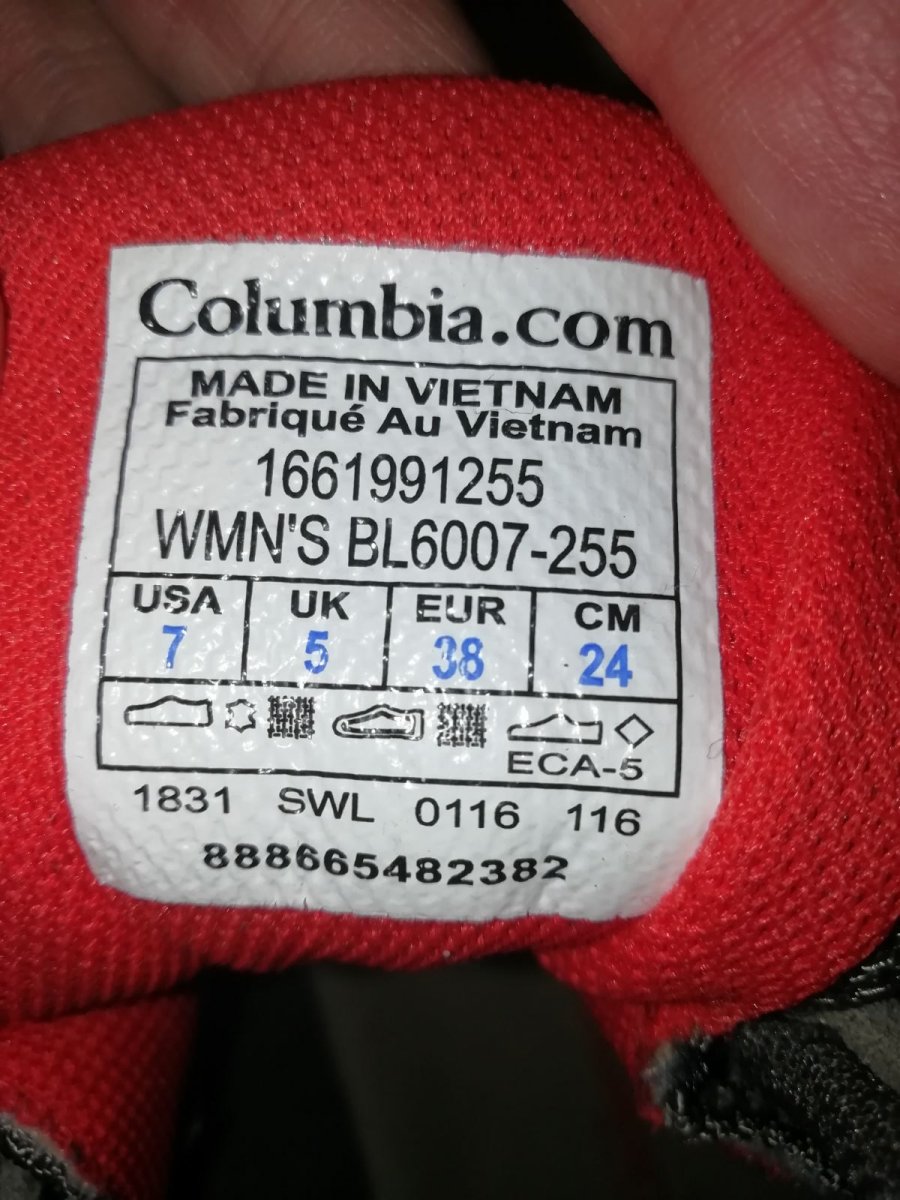 Columbia.com
MADE IN VIETNAM
Fabriqué Au Vietnam
1661991255
WMN'S BL6007-255
USA UK EUR CM
7 5 38 24
ECA-5
1831 SWL 0116 116
888665482382